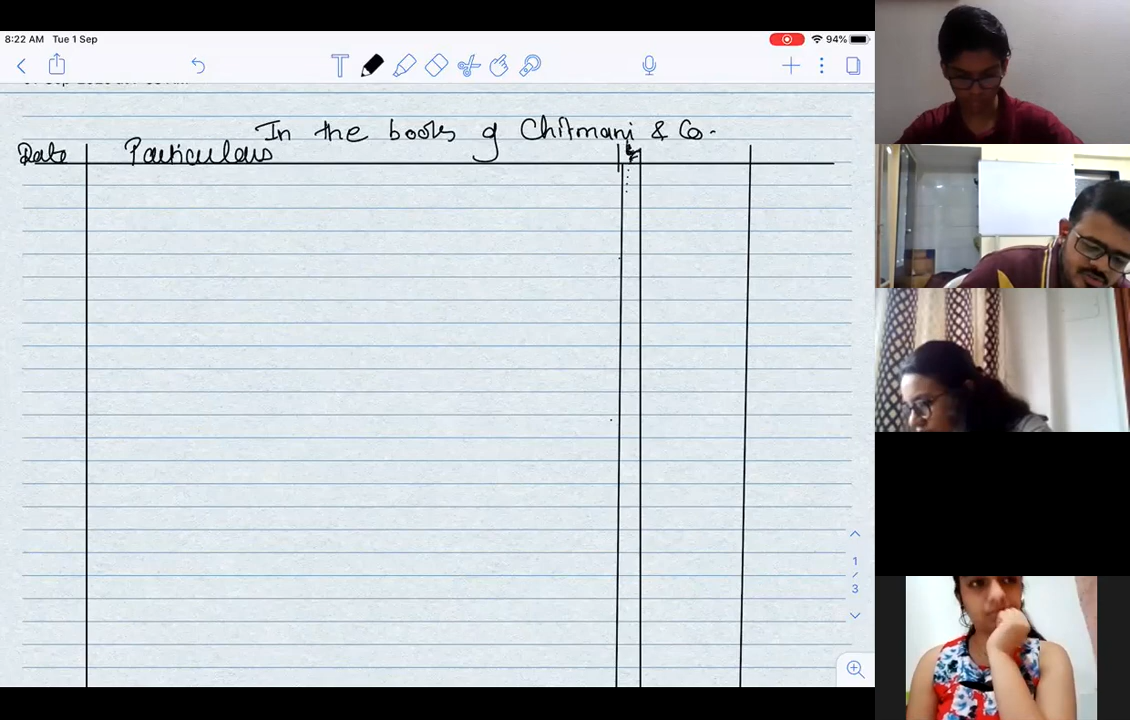 8:22 AM Tue 1 Sep
94%
In the books of Chitmani & Co.
Date Particulars
1
/
3